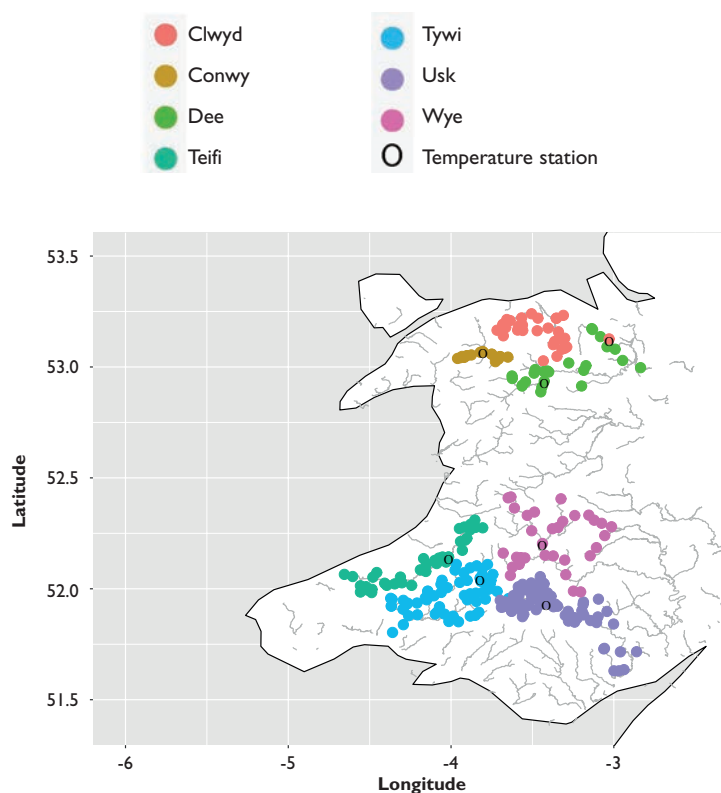 Clwyd
Conwy
Dee
Teifi
Tywi
Usk
Wye
O Temperature station
53.5
53.0
52.5
52.0
51.5
Latitude
O
O
O
O
O
O
O
-6
-5
-4
-3
Longitude